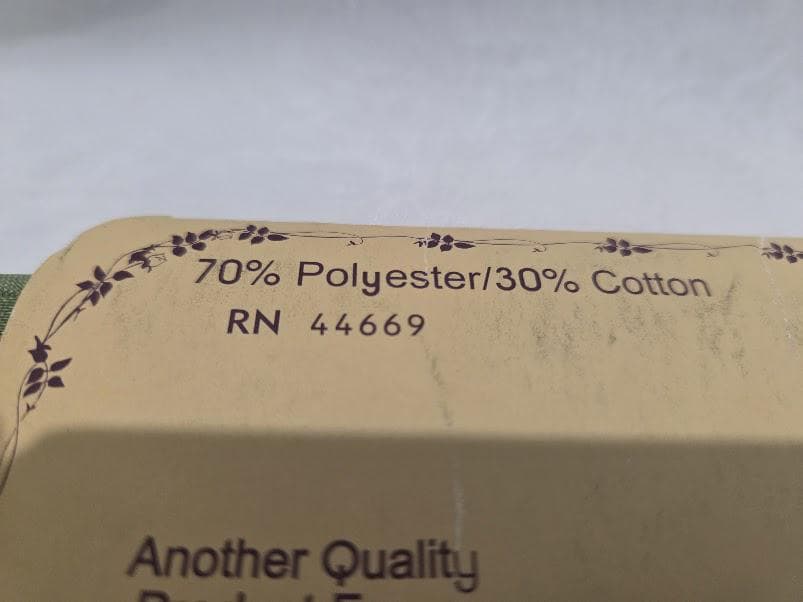 70% Polyester/30% Cotton
RN 44669
Another Quality